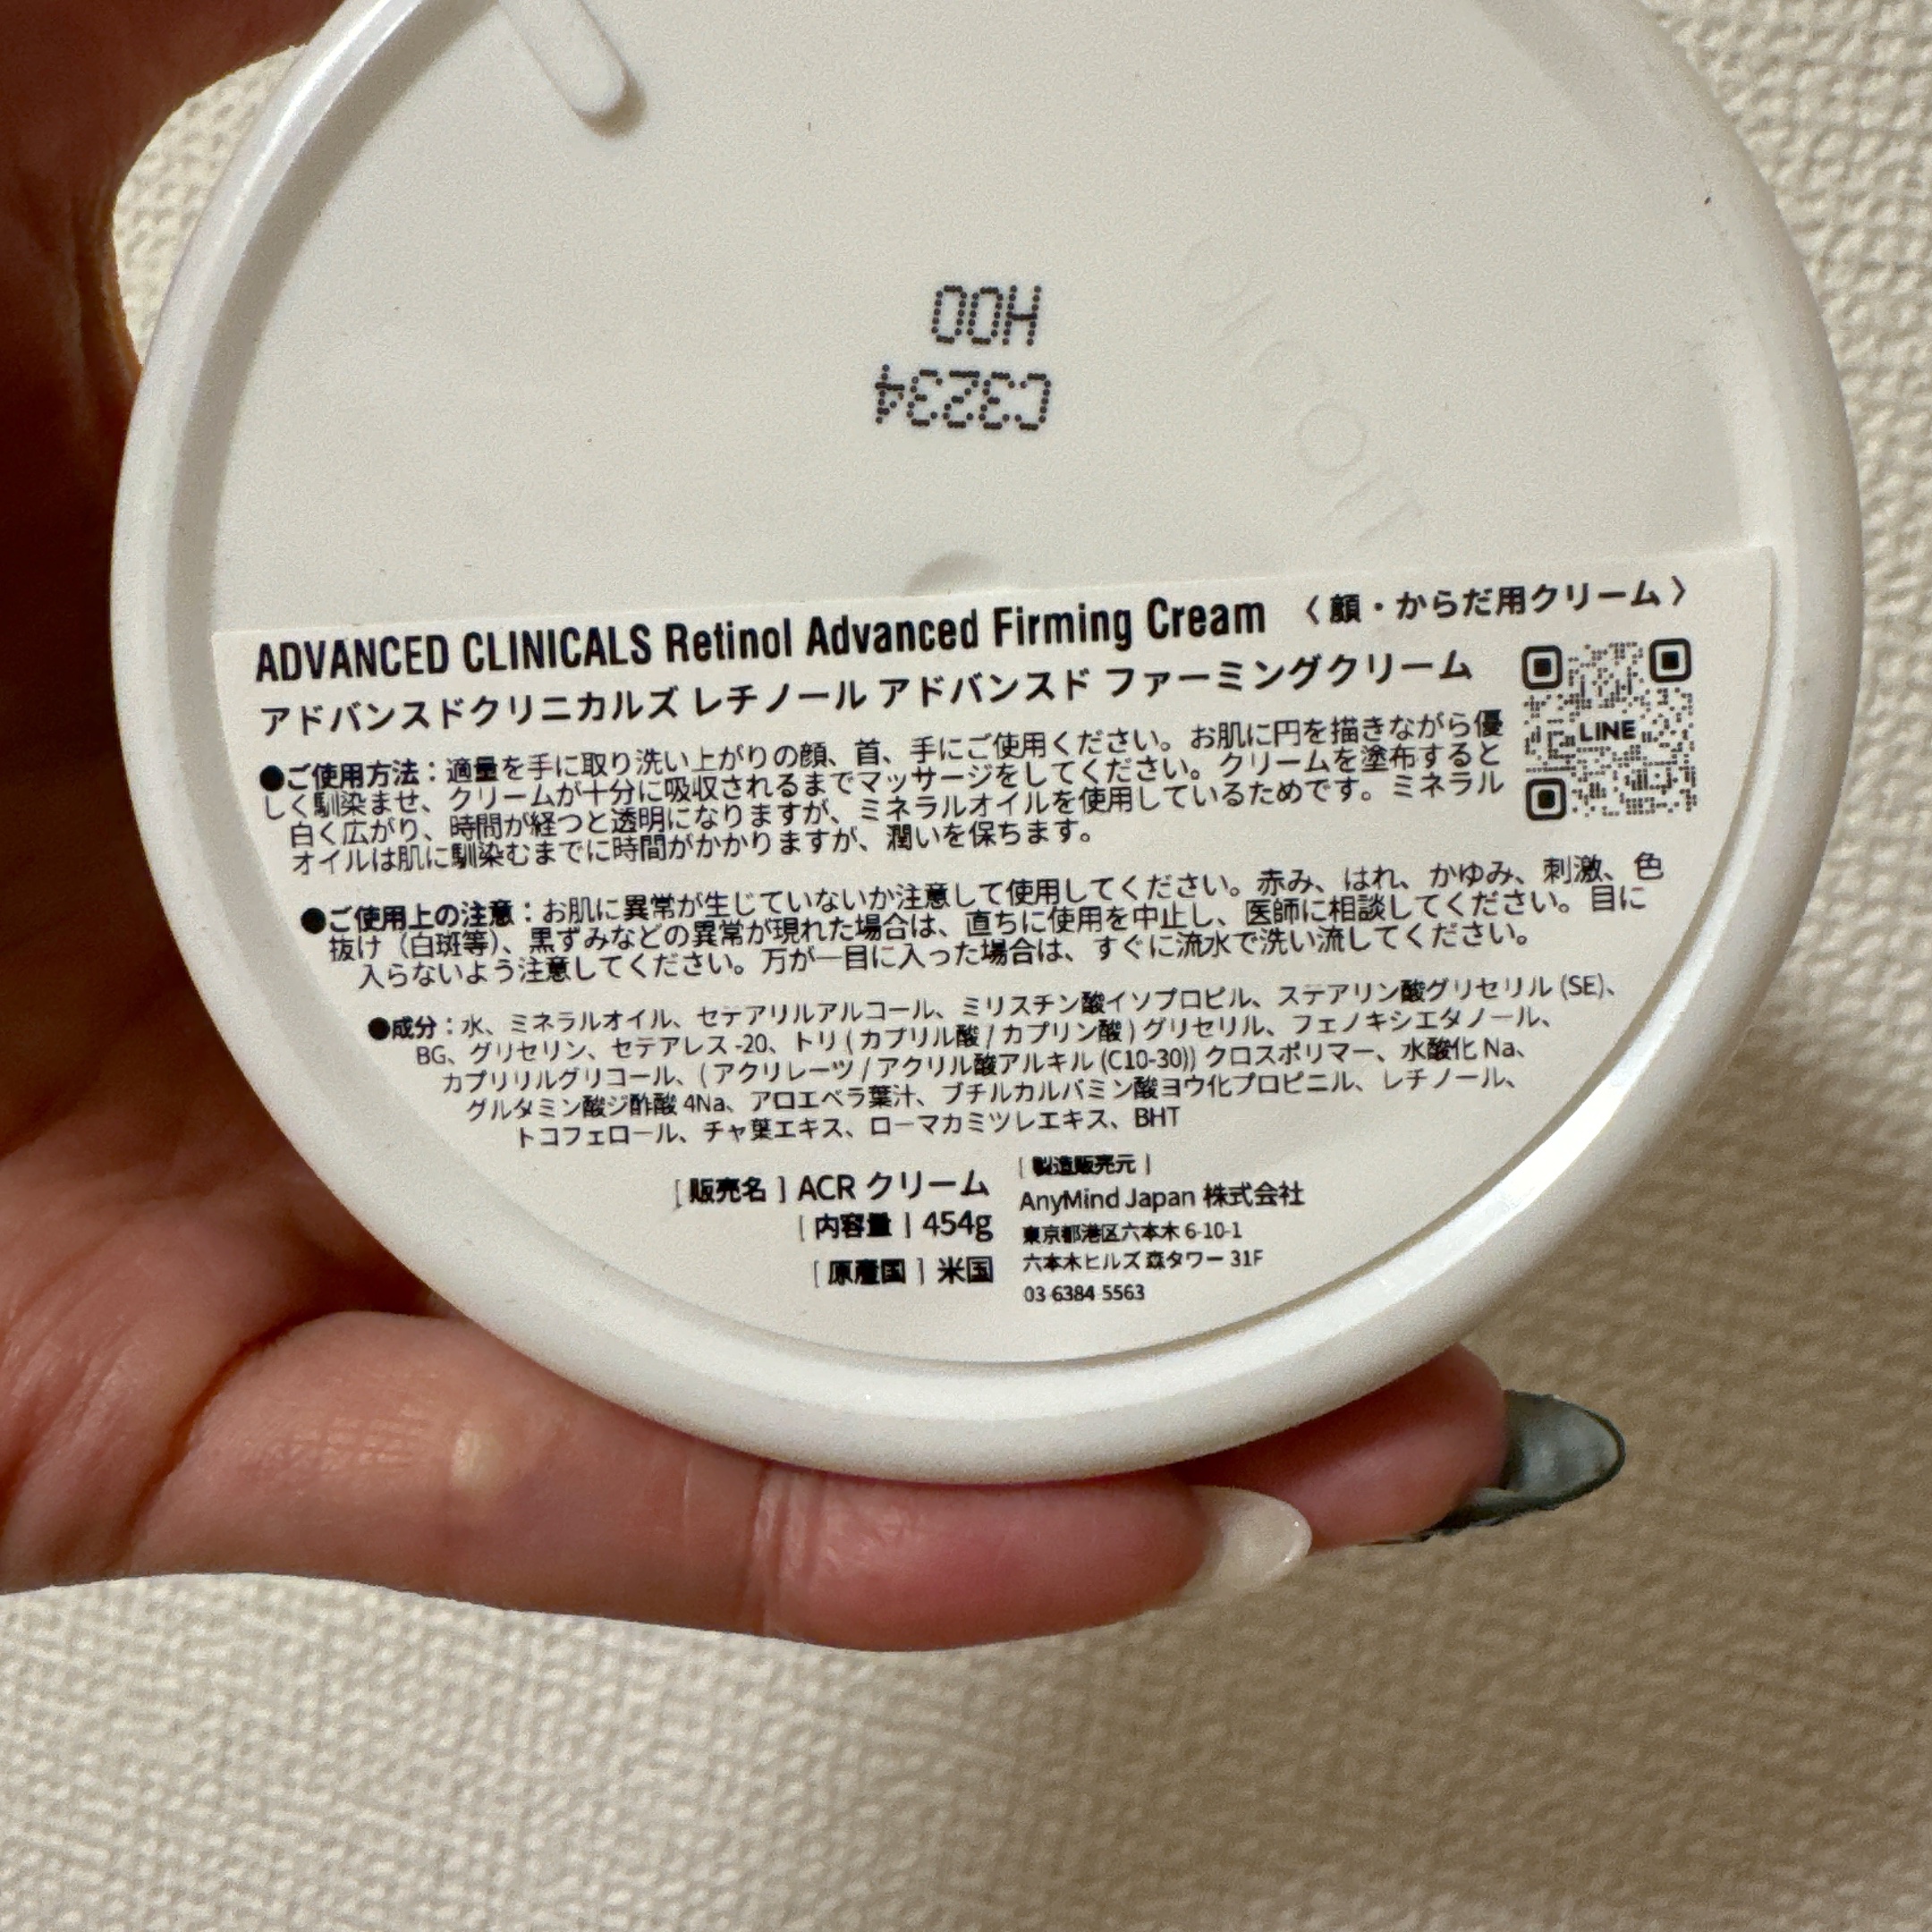 C3234
H00
ADVANCED CLINICALS Retinol Advanced Firming Cream 〈 顔・からだ用クリーム 〉
アドバンスドクリニカルズ レチノール アドバンスド ファーミングクリーム
LINE
●ご使用方法：適量を手に取り洗い上がりの顔、首、手にご使用ください。お肌に円を描きながら優
しく馴染ませ、クリームが十分に吸収されるまでマッサージをしてください。クリームを塗布すると
白く広がり、時間が経つと透明になりますが、ミネラルオイルを使用しているためです。ミネラル
オイルは肌に馴染むまでに時間がかかりますが、潤いを保ちます。
●ご使用上の注意：お肌に異常が生じていないか注意して使用してください。赤み、はれ、かゆみ、刺激、色
抜け（白斑等）、黒ずみなどの異常が現れた場合は、直ちに使用を中止し、医師に相談してください。目に
入らないよう注意してください。万が一目に入った場合は、すぐに流水で洗い流してください。
●成分：水、ミネラルオイル、セテアリルアルコール、ミリスチン酸イソプロピル、ステアリン酸グリセリル (SE)、
BG、グリセリン、セテアレス -20、トリ ( カプリル酸 / カプリン酸 ) グリセリル、フェノキシエタノール、
カプリリルグリコール、( アクリレーツ / アクリル酸アルキル (C10-30)) クロスポリマー、水酸化 Na、
グルタミン酸ジ酢酸 4Na、アロエベラ葉汁、ブチルカルバミン酸ヨウ化プロピニル、レチノール、
トコフェロール、チャ葉エキス、ローマカミツレエキス、BHT
[ 販売名 ] ACR クリーム
[ 内容量 ] 454g
[ 原産国 ] 米国
[ 製造販売元 ]
AnyMind Japan 株式会社
東京都港区六本木 6-10-1
六本木ヒルズ 森タワー 31F
03-6384-5563